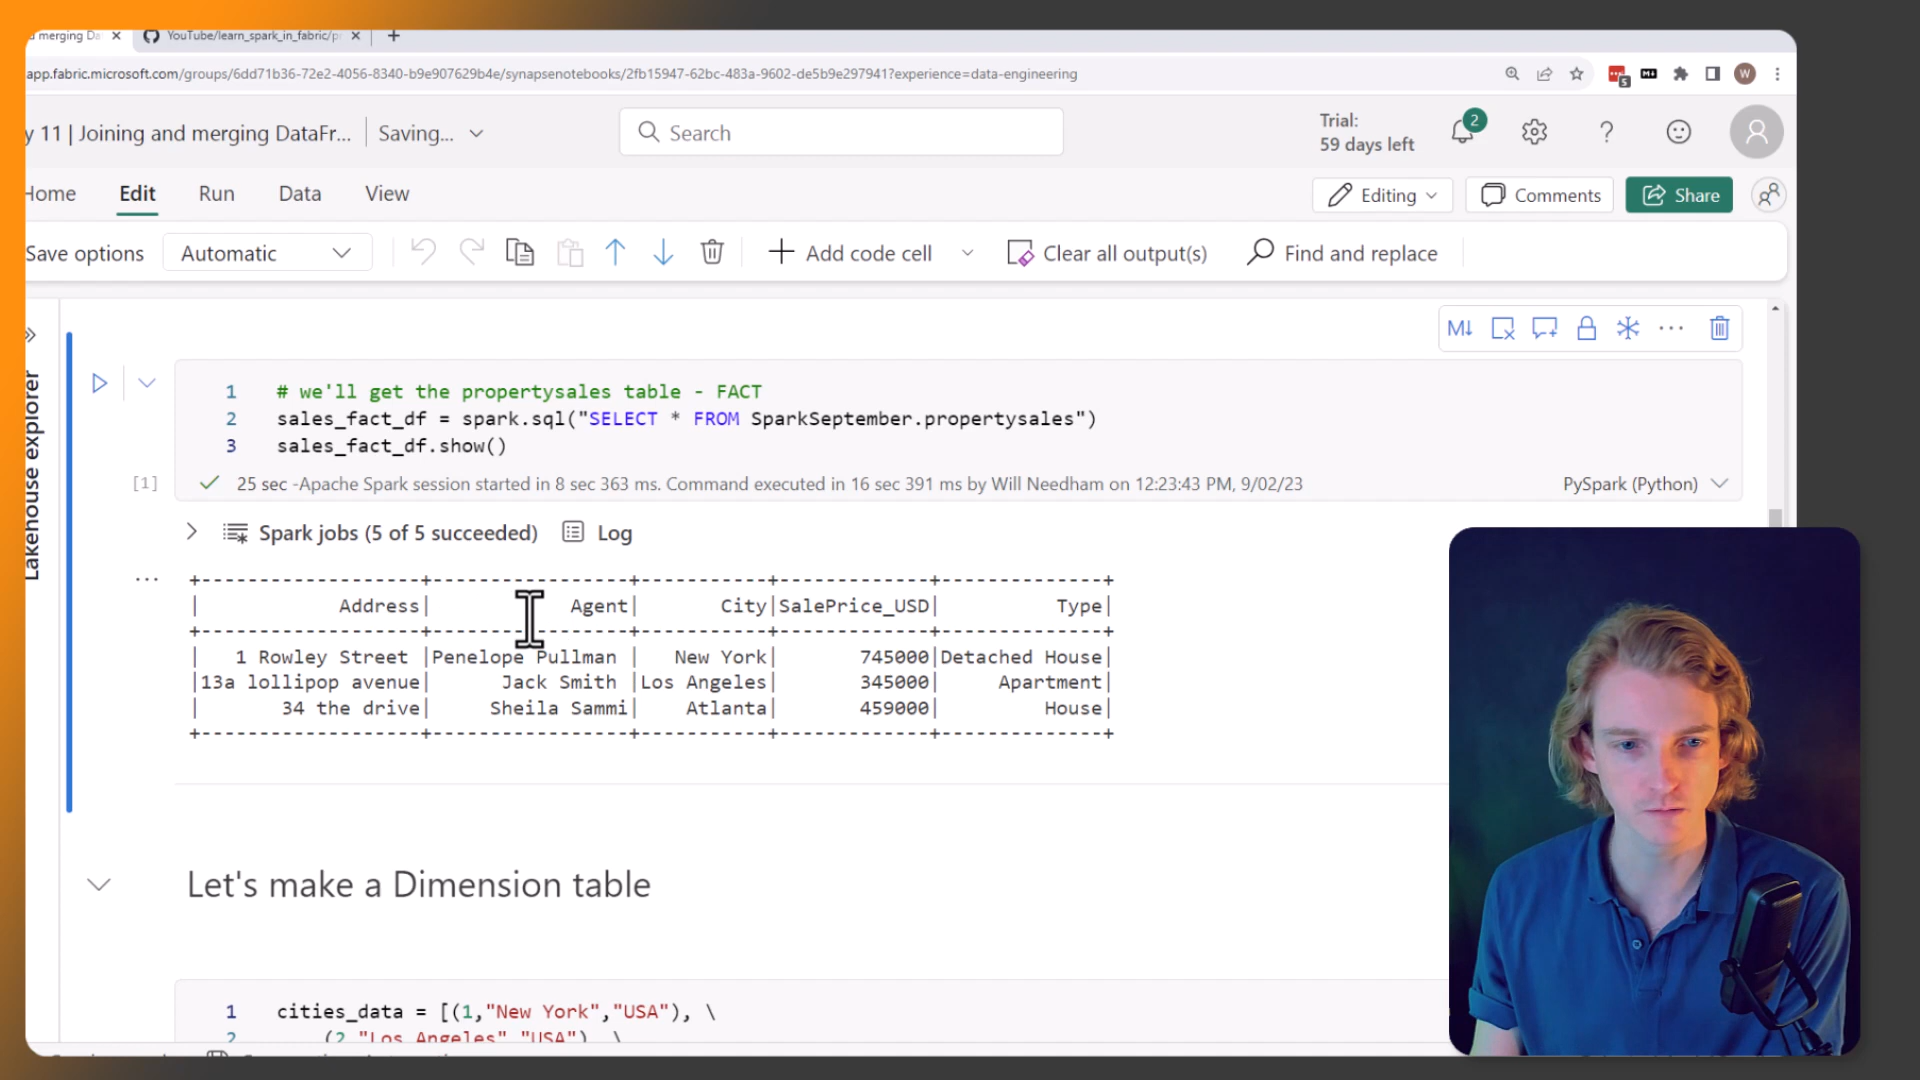 d merging Da
YouTube/learn_spark_in_fabric/pr
app.fabric.microsoft.com/groups/6dd71b36-72e2-4056-8340-b9e907629b4e/synapsenotebooks/2fb15947-62bc-483a-9602-de5b9e297941?experience=data-engineering
5
M↓
W
y 11 | Joining and merging DataFr...
Saving...
Search
Trial:
59 days left
2
?
Home
Edit
Run
Data
View
Editing
Comments
Share
Save options
Automatic
Add code cell
Clear all output(s)
Find and replace
Lakehouse explorer
M↓
1 # we'll get the propertysales table - FACT
2 sales_fact_df = spark.sql("SELECT * FROM SparkSeptember.propertysales")
3 sales_fact_df.show()
[1]
25 sec -Apache Spark session started in 8 sec 363 ms. Command executed in 16 sec 391 ms by Will Needham on 12:23:43 PM, 9/02/23
PySpark (Python)
Spark jobs (5 of 5 succeeded)
Log
+--------------------+-----------------+-----------+-------------+--------------+
|            Address|            Agent|       City|SalePrice_USD|          Type|
+--------------------+-----------------+-----------+-------------+--------------+
|   1 Rowley Street |Penelope Pullman |   New York|       745000|Detached House|
|13a lollipop avenue|      Jack Smith |Los Angeles|       345000|     Apartment|
|       34 the drive|     Sheila Sammi|    Atlanta|       459000|         House|
+--------------------+-----------------+-----------+-------------+--------------+
Let's make a Dimension table
1 cities_data = [(1,"New York","USA"), \
2 (2,"Los Angeles","USA"), \